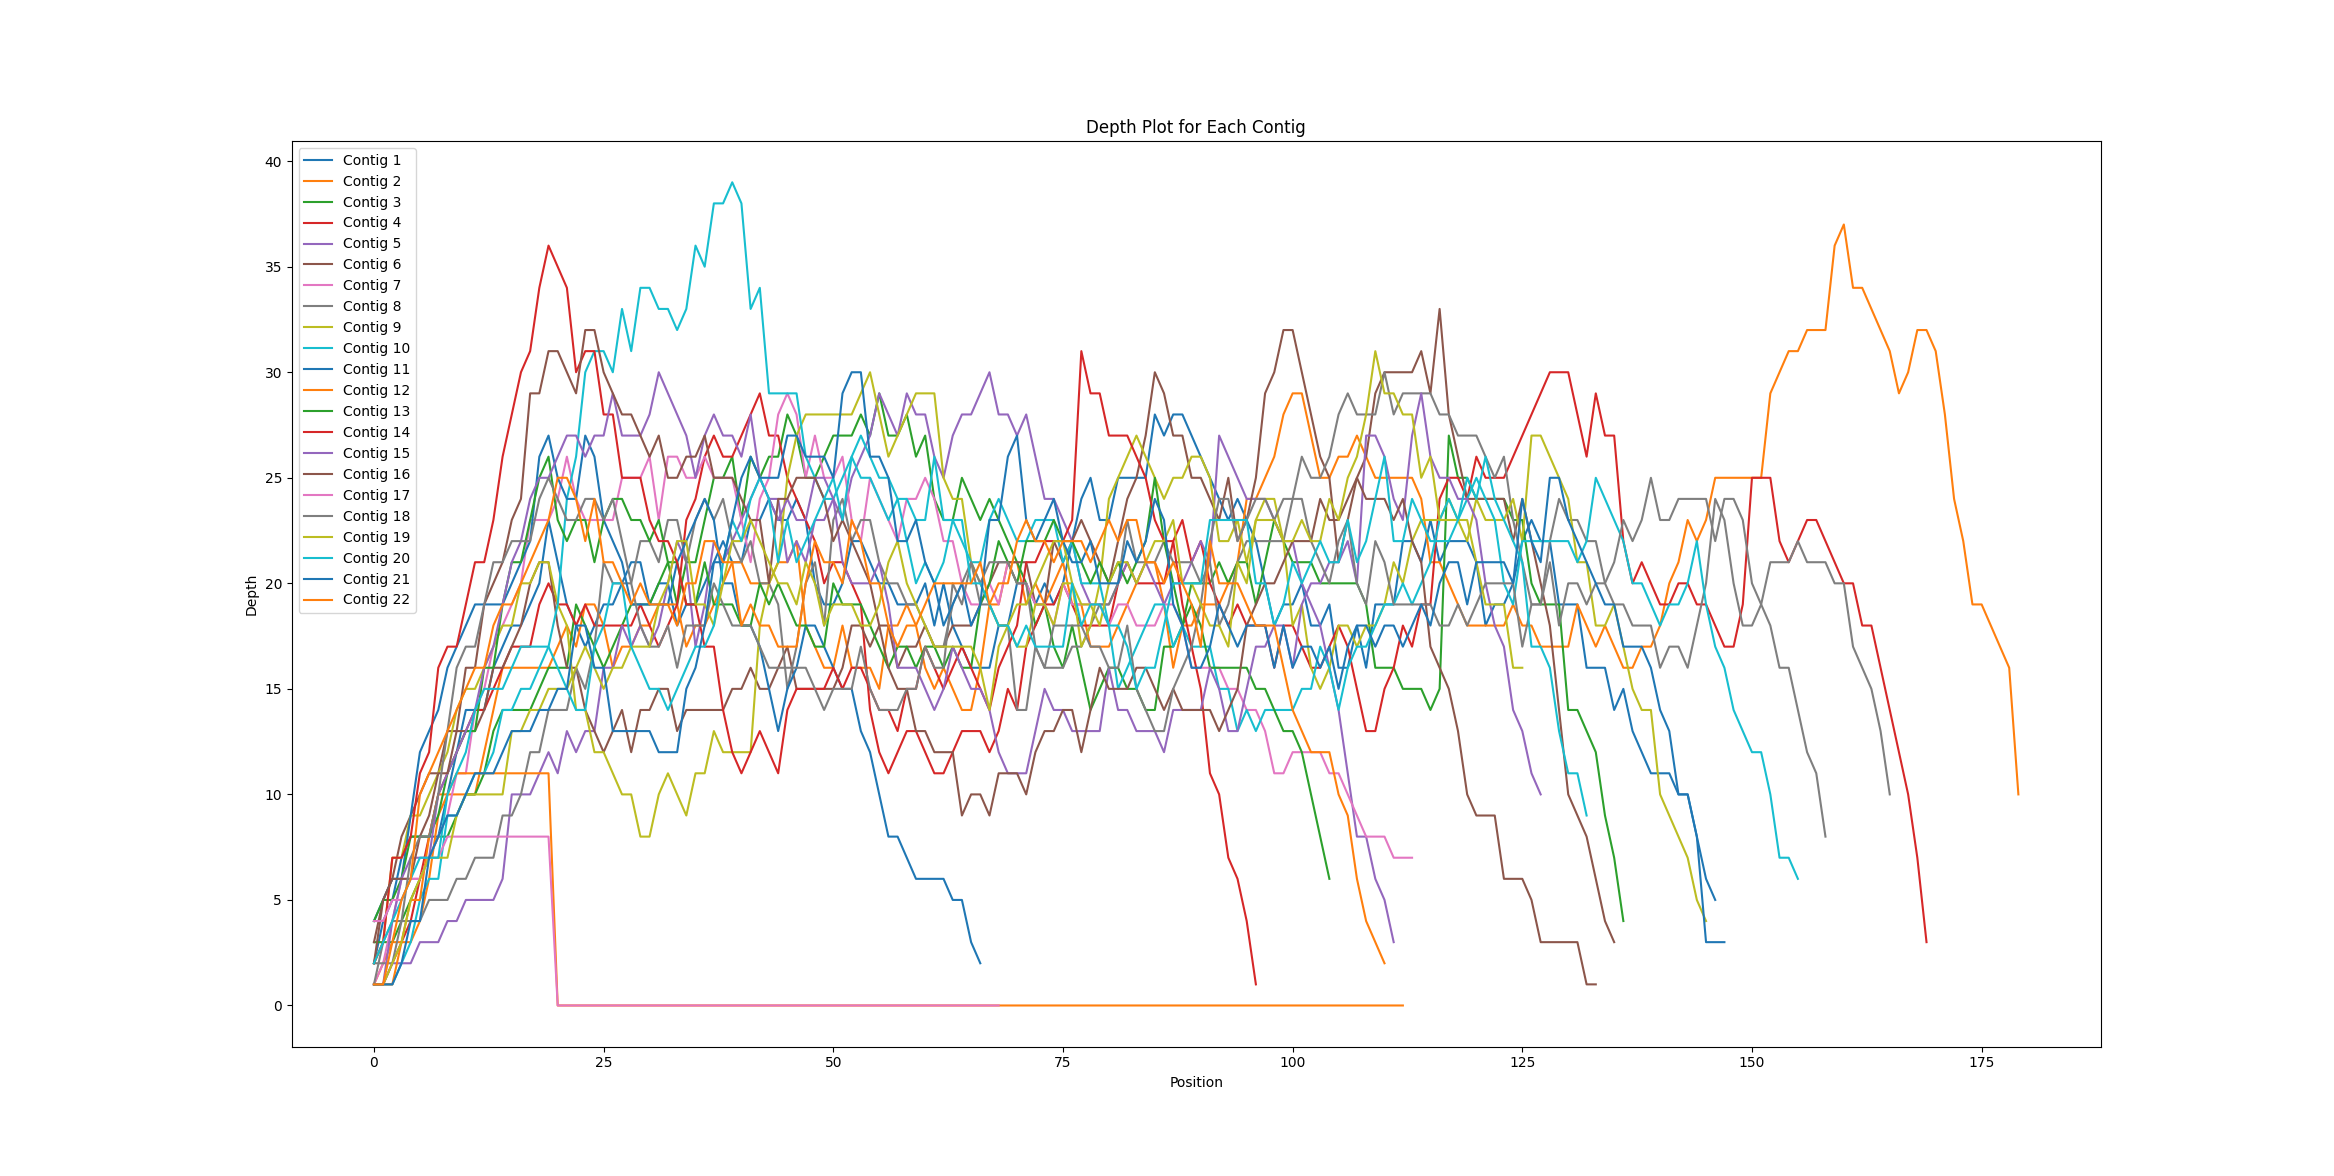 Depth Plot for Each Contig
40
35
30
25
20
15
10
5
0
Depth
Contig 1
Contig 2
Contig 3
Contig 4
Contig 5
Contig 6
Contig 7
Contig 8
Contig 9
Contig 10
Contig 11
Contig 12
Contig 13
Contig 14
Contig 15
Contig 16
Contig 17
Contig 18
Contig 19
Contig 20
Contig 21
Contig 22
0 25 50 75 100 125 150 175
Position